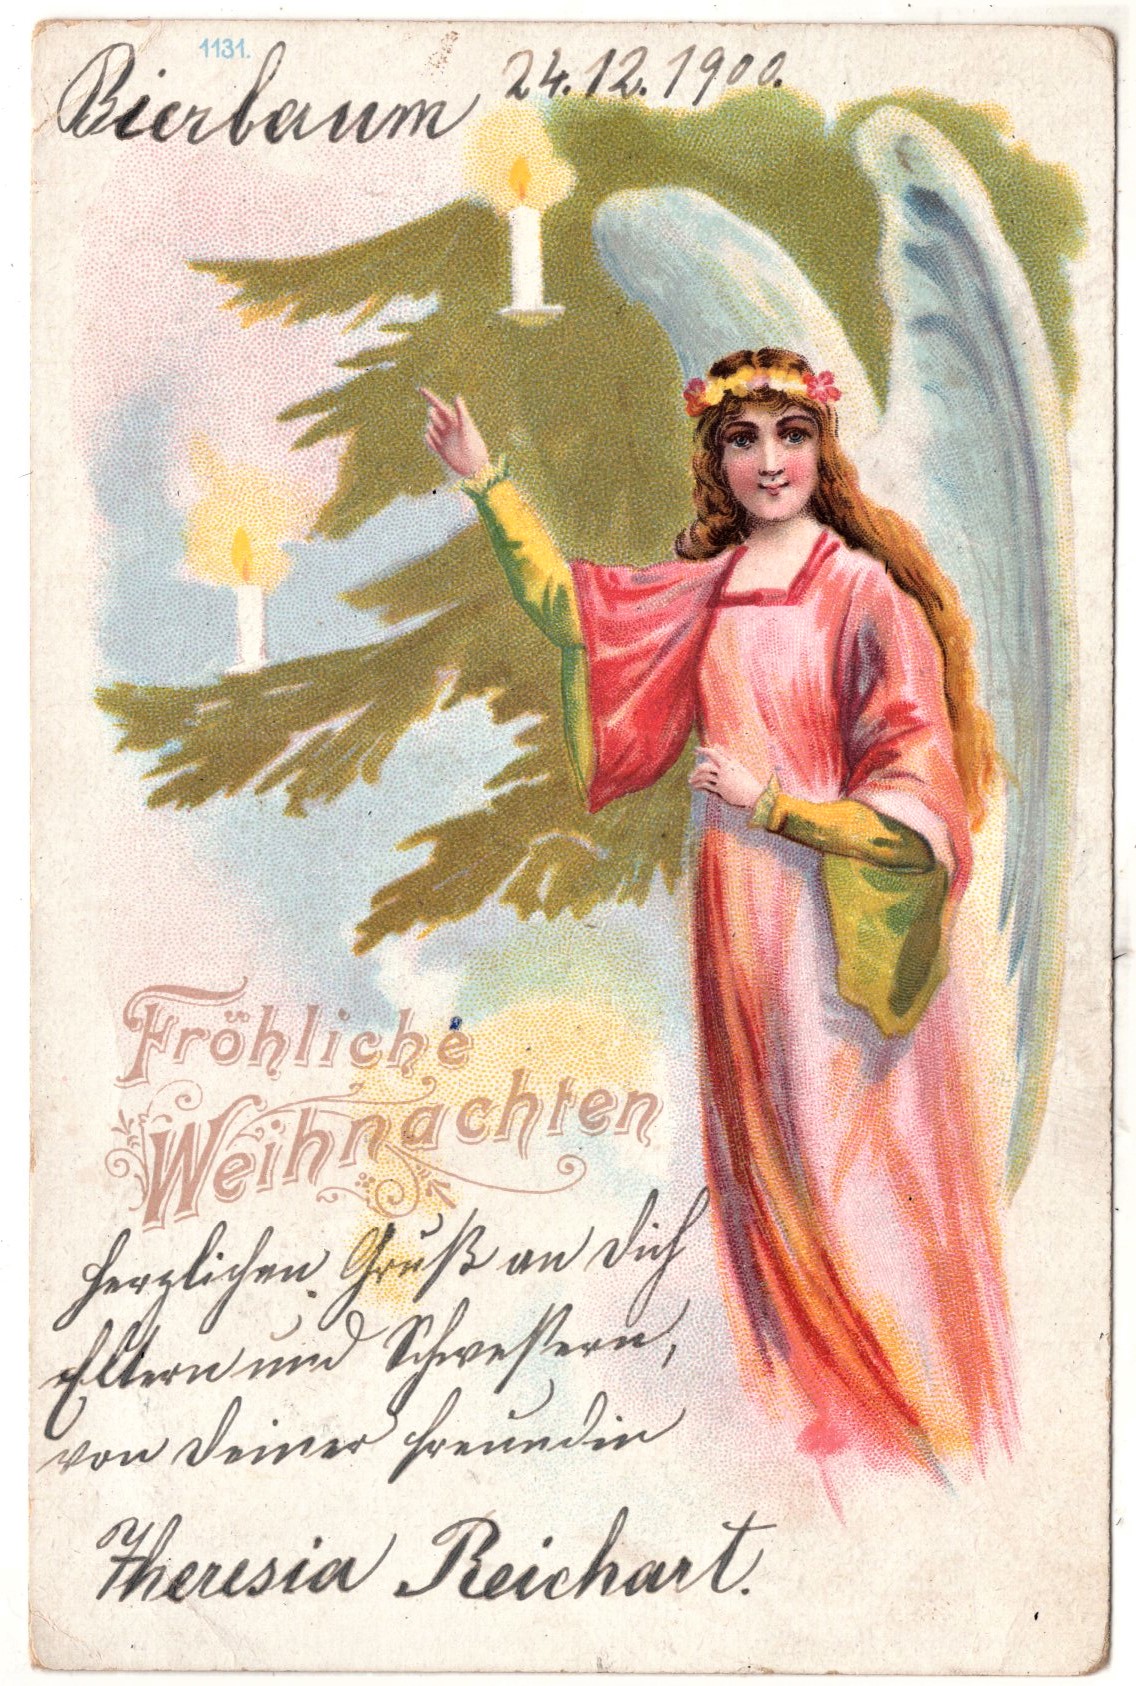 1131.
Bierbaum 24.12.1900.
Fröhliche
Weihnachten
Herzlichen Gruß an dich
Eltern und Schwestern,
von deiner Freundin
Theresia Reichart.